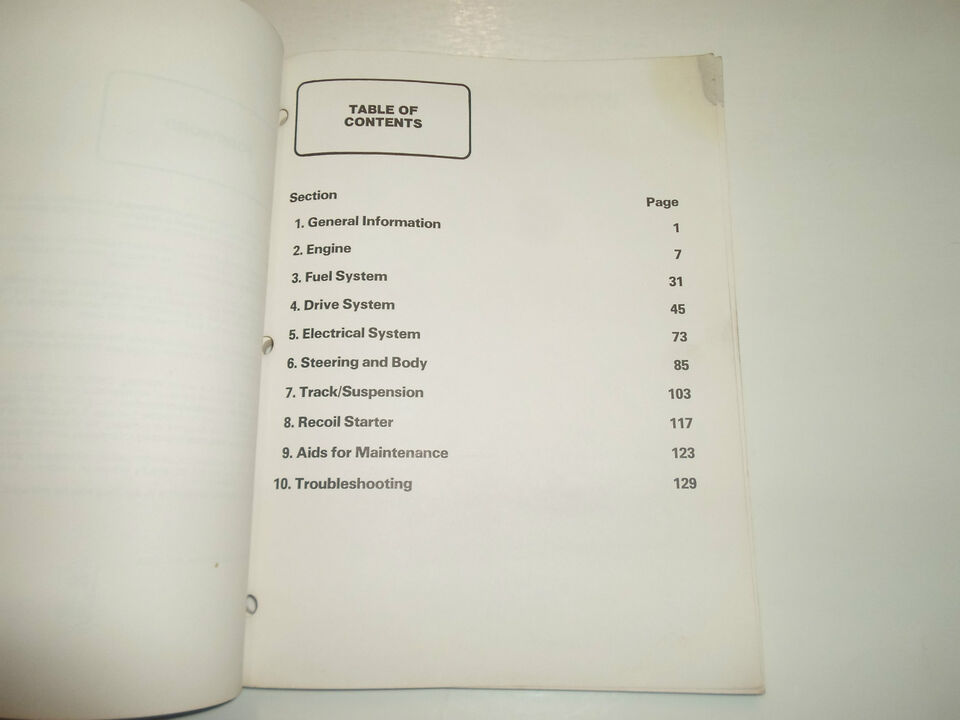 TABLE OF
CONTENTS
Section Page
1. General Information 1
2. Engine 7
3. Fuel System 31
4. Drive System 45
5. Electrical System 73
6. Steering and Body 85
7. Track/Suspension 103
8. Recoil Starter 117
9. Aids for Maintenance 123
10. Troubleshooting 129